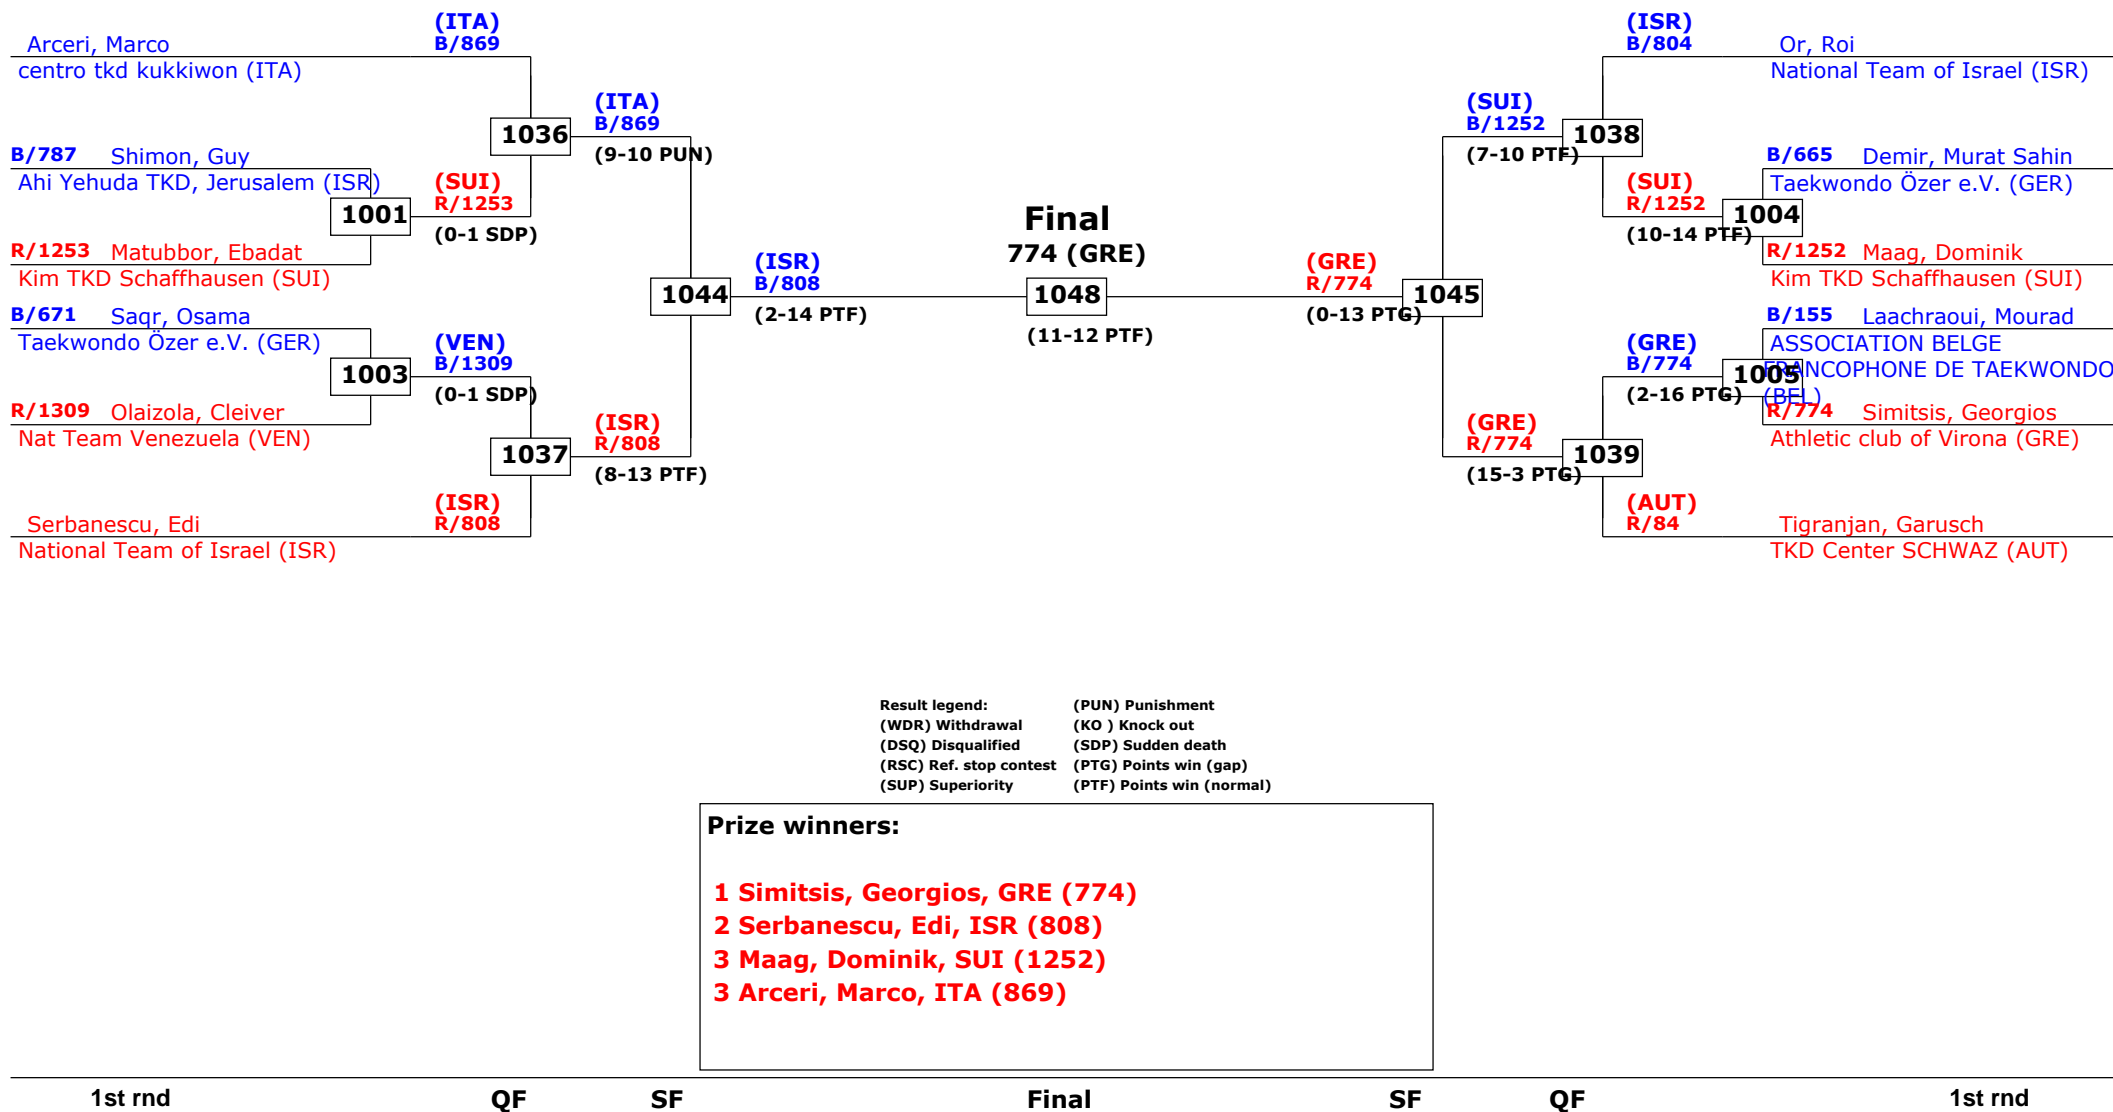 (ITA)
B/869
Arceri, Marco
centro tkd kukkiwon (ITA)
1036
(ITA)
B/869
(9-10 PUN)
B/787 Shimon, Guy
Ahi Yehuda TKD, Jerusalem (ISR)
1001
(SUI)
R/1253
(0-1 SDP)
R/1253 Matubbor, Ebadat
Kim TKD Schaffhausen (SUI)
1044
(ISR)
B/808
(2-14 PTF)
B/671 Saqr, Osama
Taekwondo Özer e.V. (GER)
1003
(VEN)
B/1309
(0-1 SDP)
R/1309 Olaizola, Cleiver
Nat Team Venezuela (VEN)
1037
(ISR)
R/808
(8-13 PTF)
(ISR)
R/808
Serbanescu, Edi
National Team of Israel (ISR)
Final
774 (GRE)
1048
(11-12 PTF)
(ISR)
B/804
Or, Roi
National Team of Israel (ISR)
(SUI)
B/1252
1038
(7-10 PTF)
B/665 Demir, Murat Sahin
Taekwondo Özer e.V. (GER)
(SUI)
R/1252
1004
(10-14 PTF)
R/1252 Maag, Dominik
Kim TKD Schaffhausen (SUI)
(GRE)
R/774
1045
(0-13 PTG)
B/155 Laachraoui, Mourad
ASSOCIATION BELGE
FRANCOPHONE DE TAEKWONDO
(BEL)
(GRE)
B/774
1005
(2-16 PTG)
R/774 Simitsis, Georgios
Athletic club of Virona (GRE)
(GRE)
R/774
1039
(15-3 PTG)
(AUT)
R/84
Tigranjan, Garusch
TKD Center SCHWAZ (AUT)
Result legend: (PUN) Punishment
(WDR) Withdrawal (KO ) Knock out
(DSQ) Disqualified (SDP) Sudden death
(RSC) Ref. stop contest (PTG) Points win (gap)
(SUP) Superiority (PTF) Points win (normal)
Prize winners:
1 Simitsis, Georgios, GRE (774)
2 Serbanescu, Edi, ISR (808)
3 Maag, Dominik, SUI (1252)
3 Arceri, Marco, ITA (869)
1st rnd QF SF Final SF QF 1st rnd